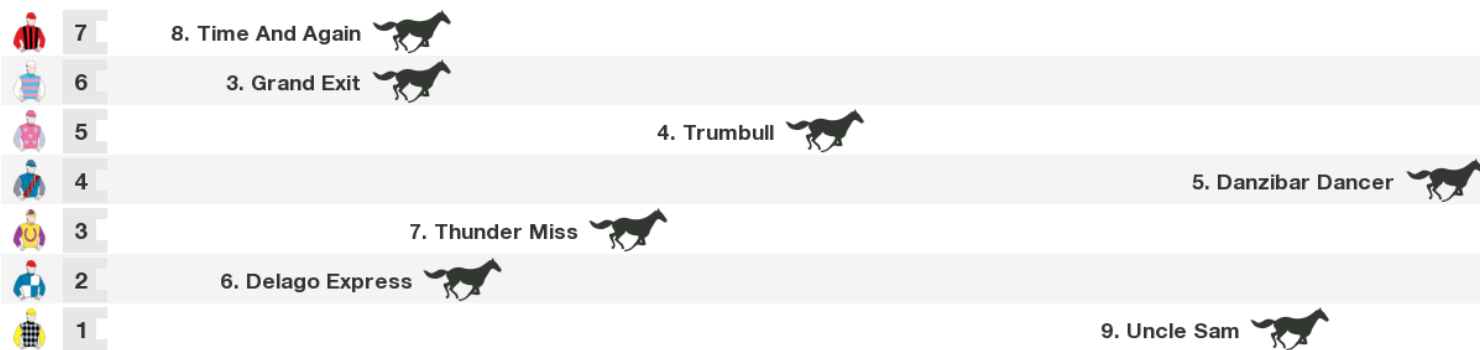 7 8. Time And Again
6 3. Grand Exit
5 4. Trumbull
4 5. Danzibar Dancer
3 7. Thunder Miss
2 6. Delago Express
1 9. Uncle Sam